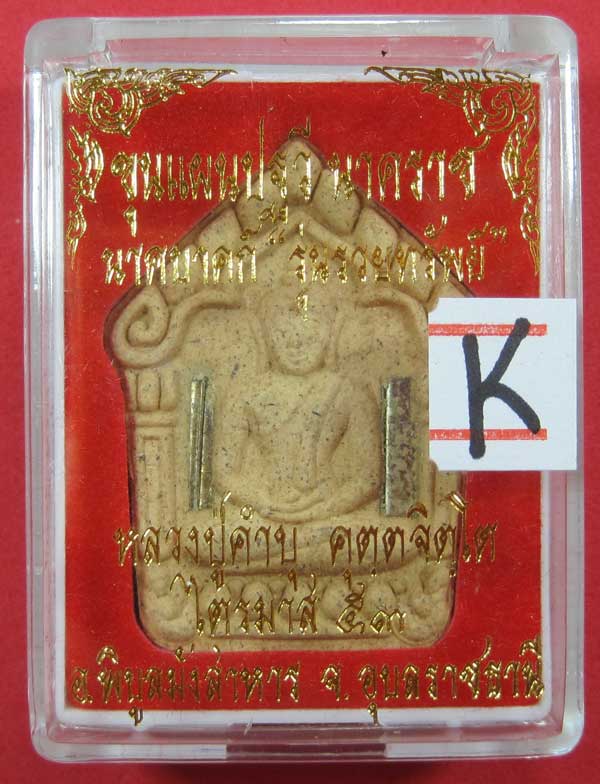 ขุนแผนปรุรี นาคราช
นาคบาศก์ "รุ่นรวยทรัพย์"
K
หลวงปู่คำบุ คุตฺตจิตฺโต
ไตรมาส ๕๓
อ.พิบูลมังสาหาร จ.อุบลราชธานี